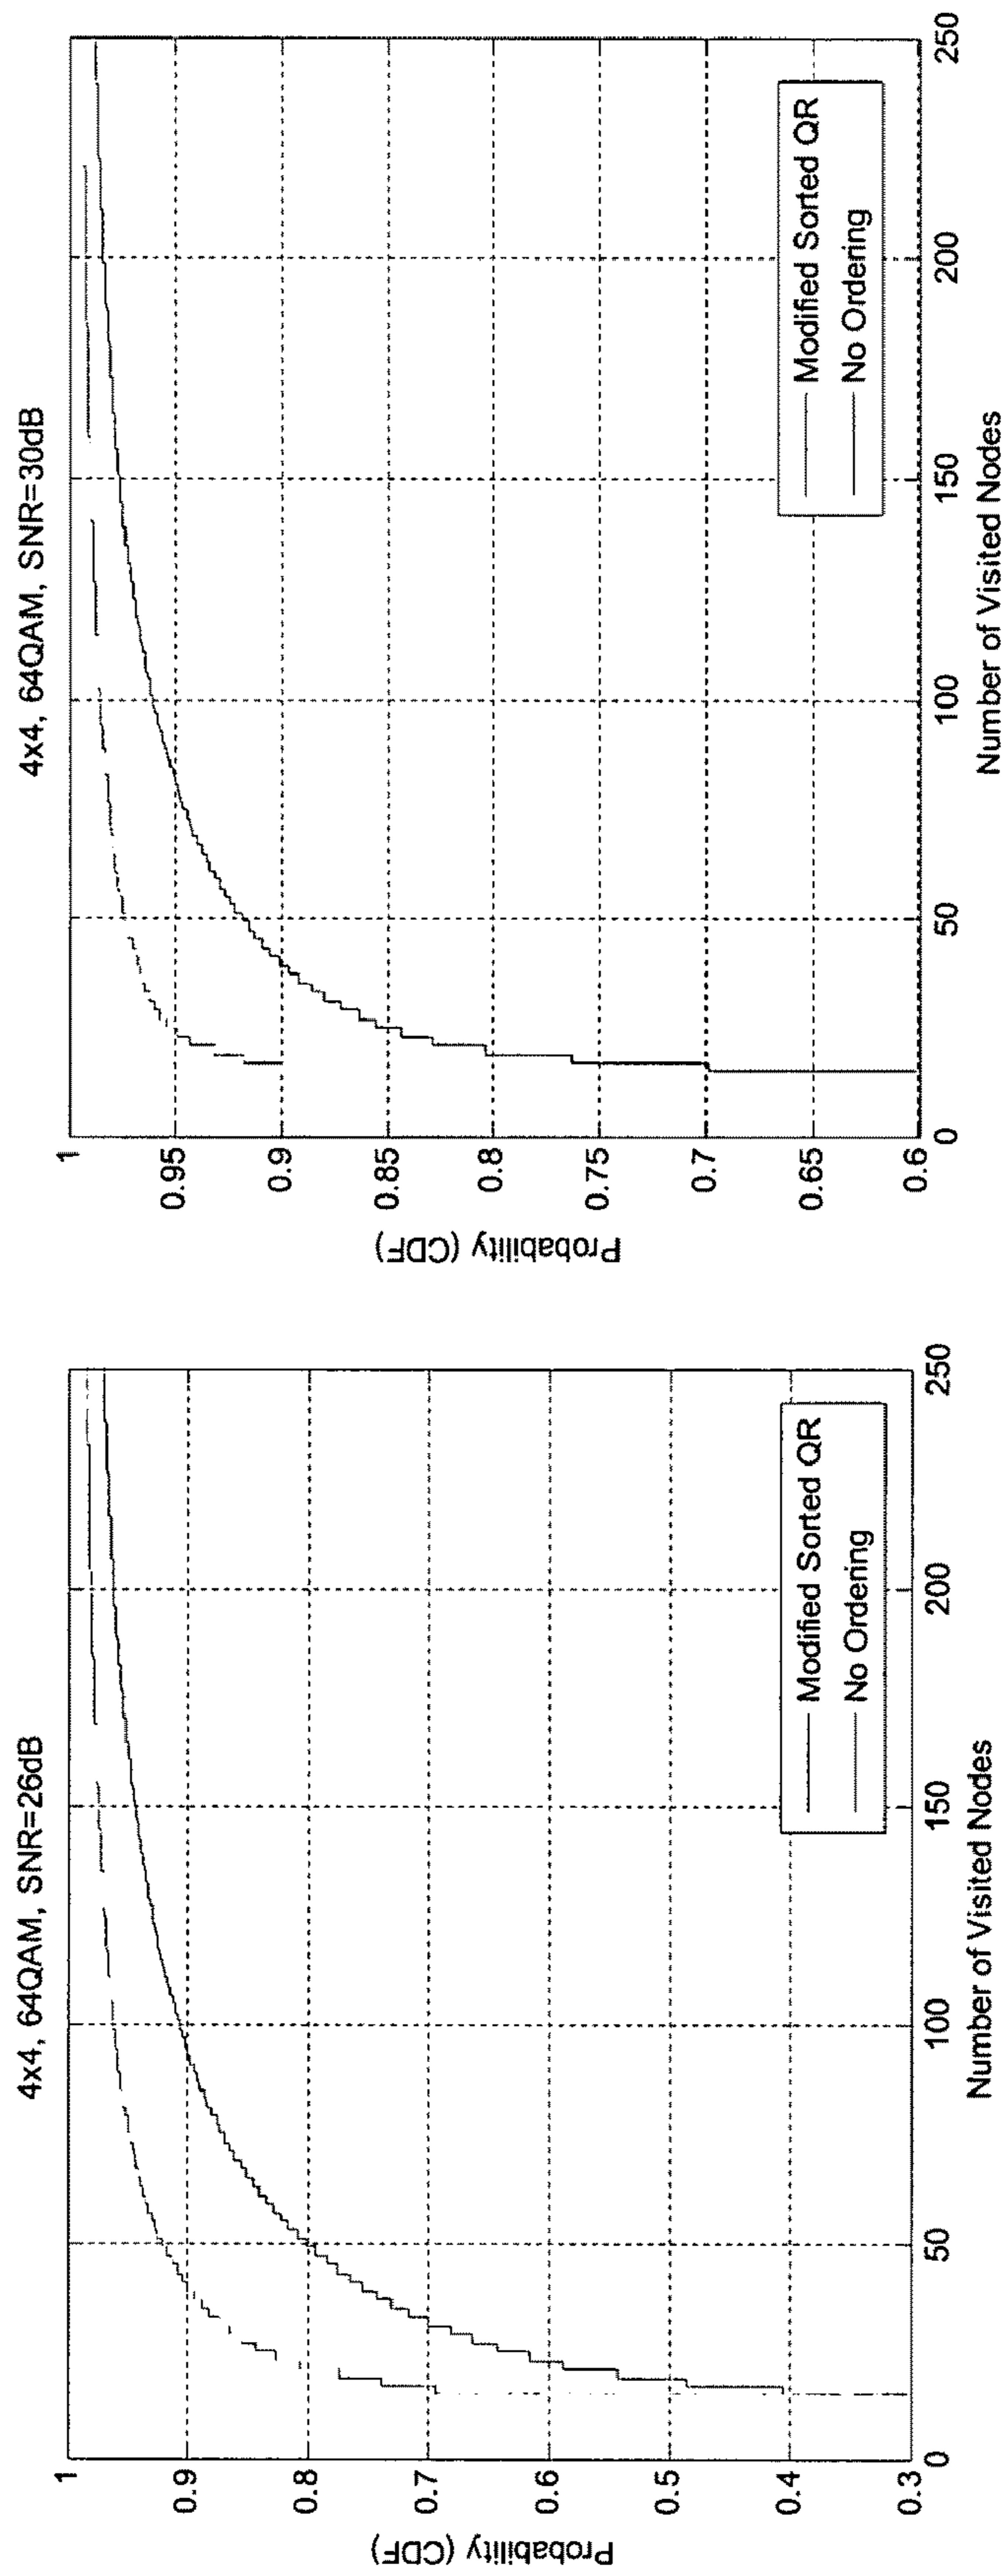 4x4, 64QAM, SNR=26dB
Probability (CDF)
1
0.9
0.8
0.7
0.6
0.5
0.4
0.3
0
50
100
150
200
250
Number of Visited Nodes
Modified Sorted QR
No Ordering
4x4, 64QAM, SNR=30dB
Probability (CDF)
1
0.95
0.9
0.85
0.8
0.75
0.7
0.65
0.6
0
50
100
150
200
250
Number of Visited Nodes
Modified Sorted QR
No Ordering